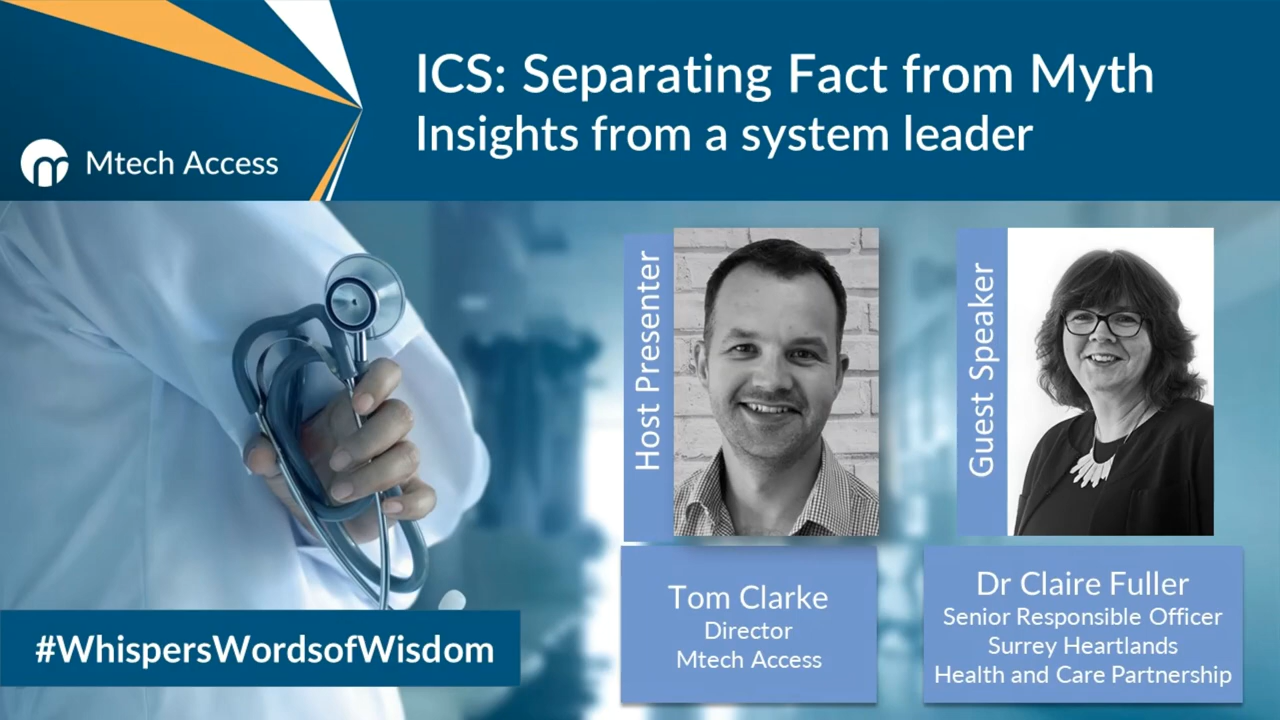 ICS: Separating Fact from Myth
Insights from a system leader
Mtech Access
Host Presenter
Guest Speaker
Tom Clarke
Director
Mtech Access
Dr Claire Fuller
Senior Responsible Officer
Surrey Heartlands
Health and Care Partnership
#WhispersWordsofWisdom